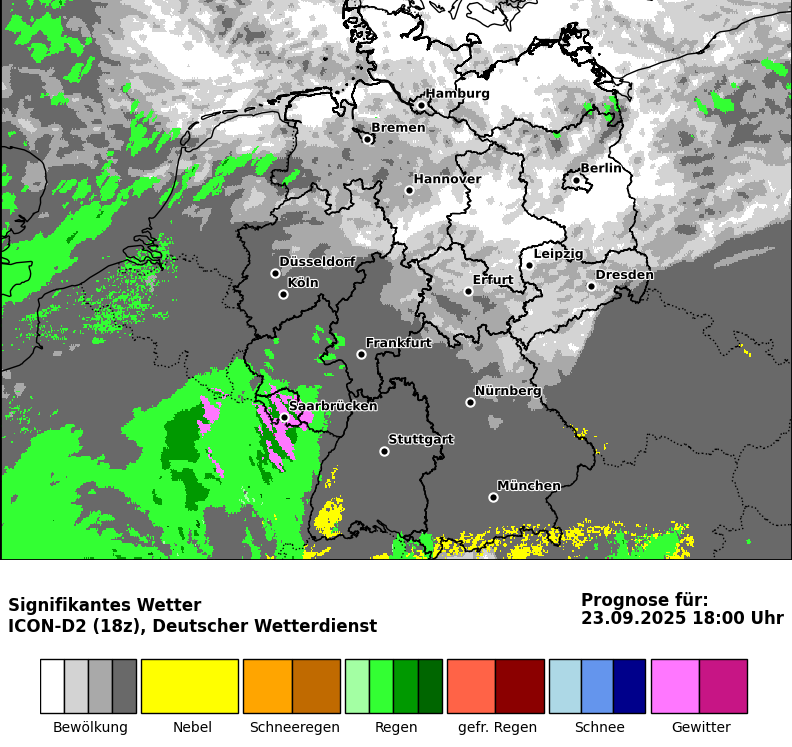 Hamburg
Bremen
Berlin
Hannover
Leipzig
Düsseldorf
Dresden
Köln
Erfurt
Frankfurt
Nürnberg
Saarbrücken
Stuttgart
München
Signifikantes Wetter
ICON-D2 (18z), Deutscher Wetterdienst
Prognose für:
23.09.2025 18:00 Uhr
Bewölkung
Nebel
Schneeregen
Regen
gefr. Regen
Schnee
Gewitter